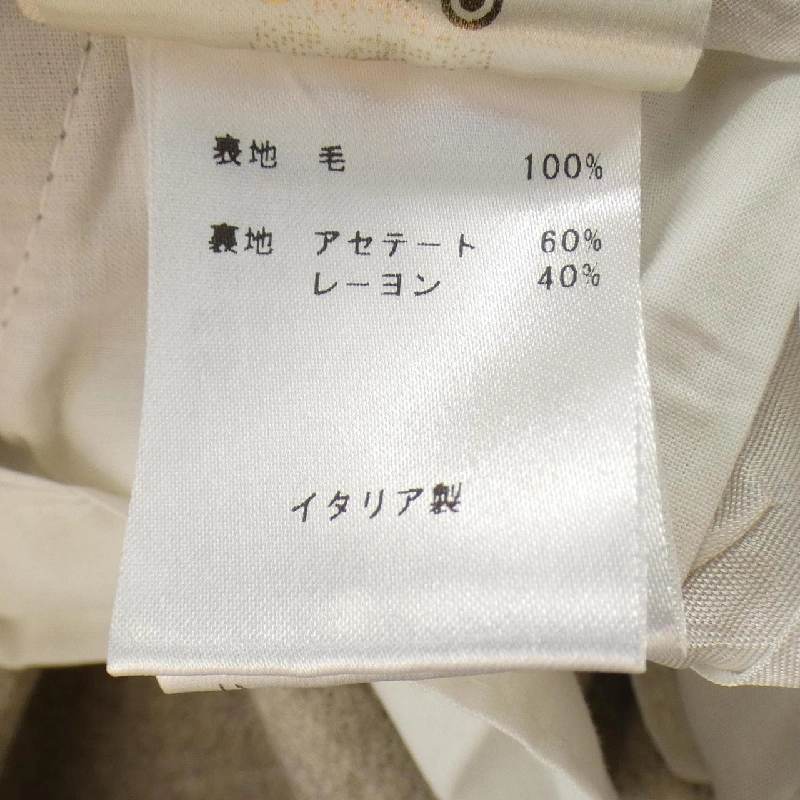 表地 毛 100%
裏地 アセテート 60%
レーヨン 40%
イタリア製